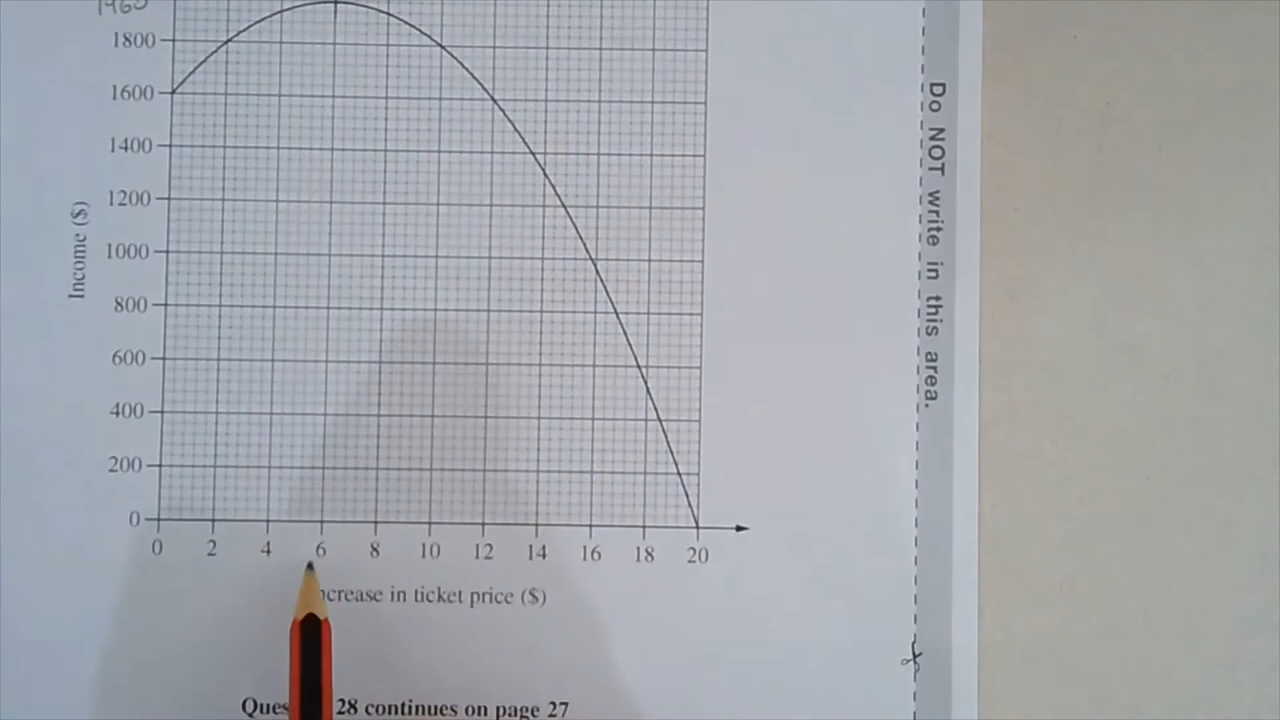 1960
1800
1600
1400
1200
1000
800
600
400
200
0
Income ($)
0 2 4 6 8 10 12 14 16 18 20
ncrease in ticket price ($)
Ques 28 continues on page 27
Do NOT write in this area.